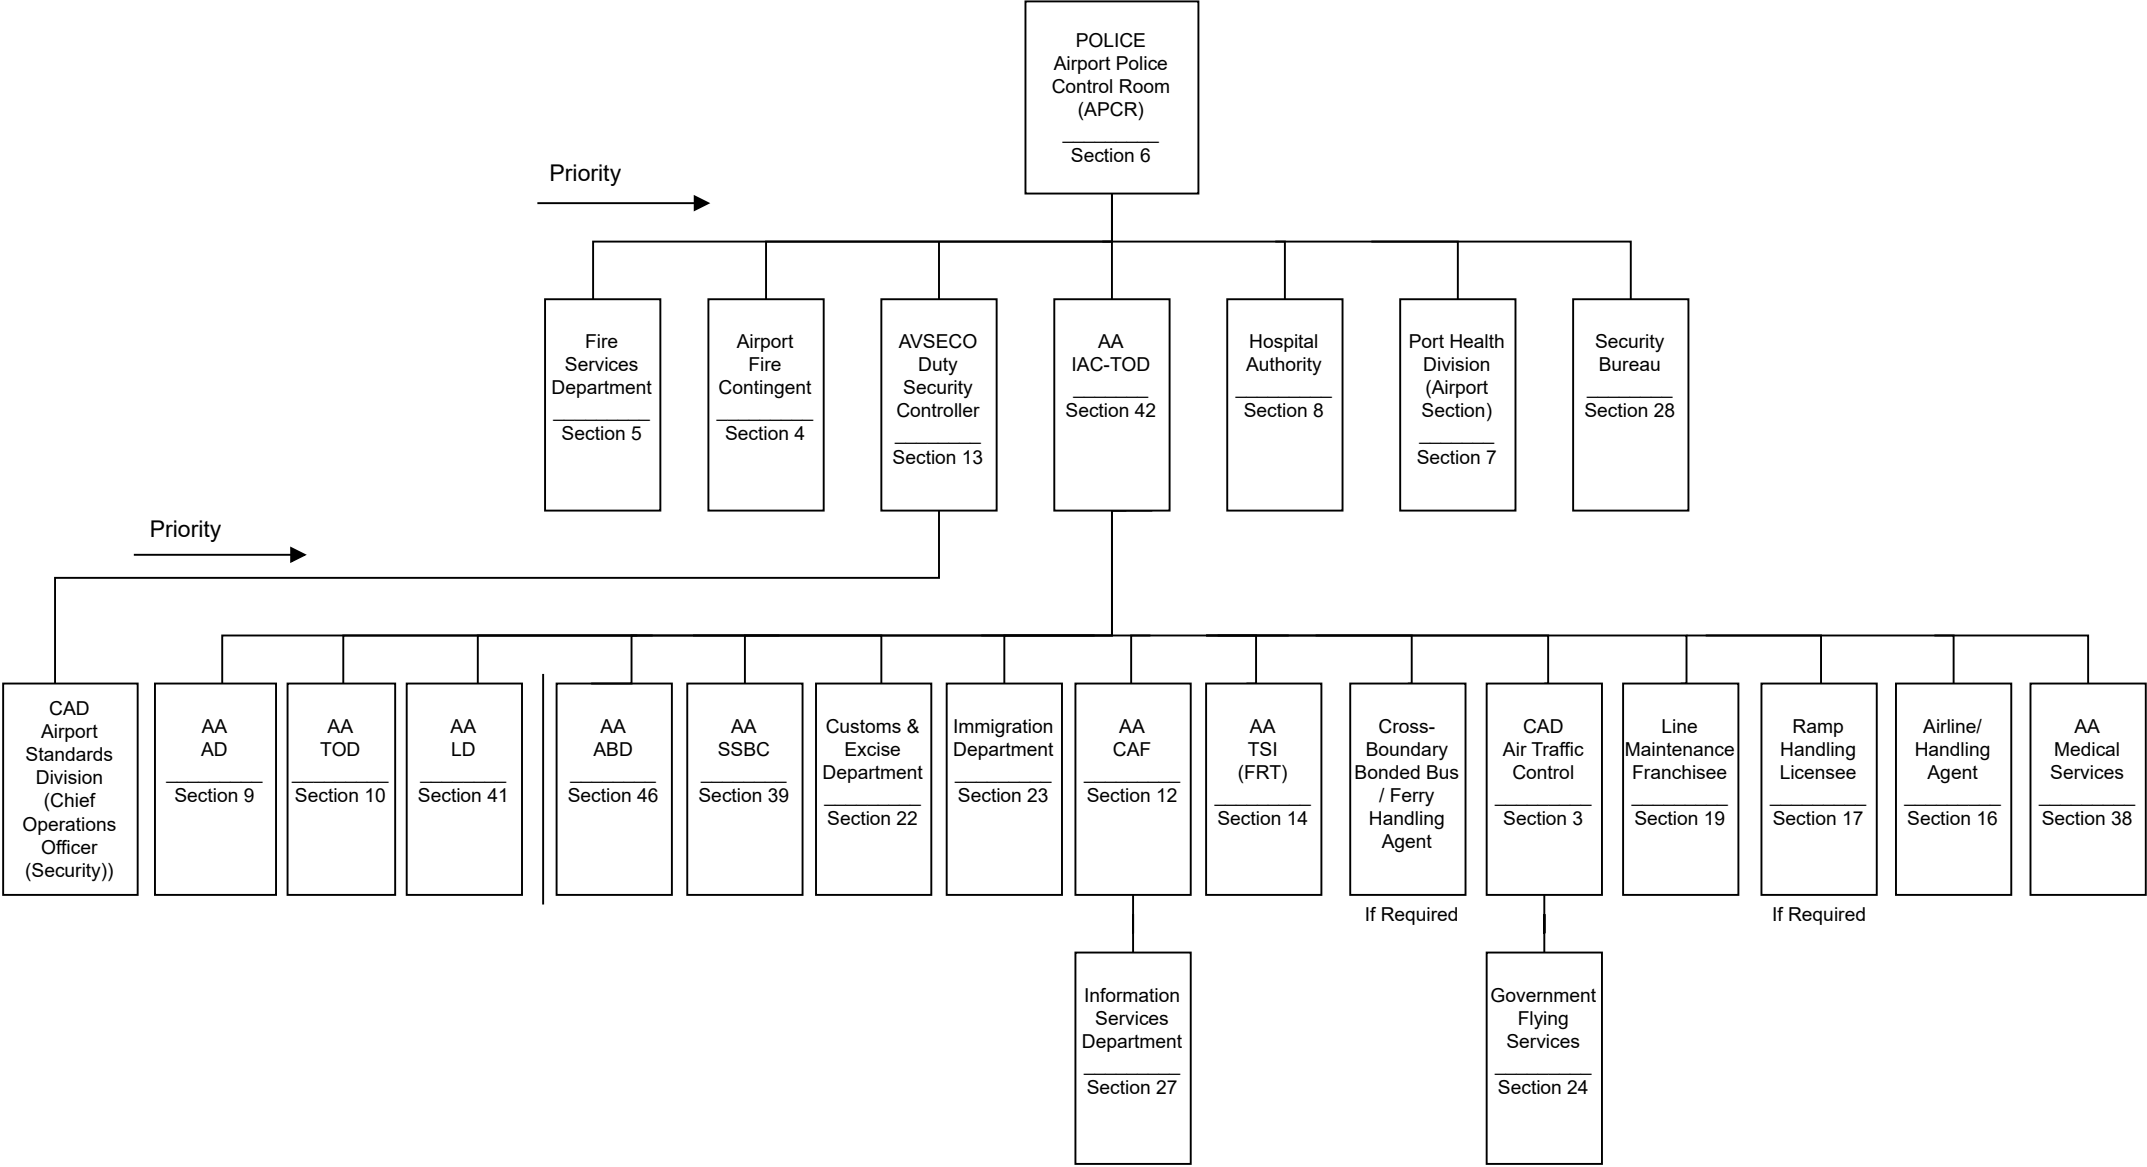 POLICE
Airport Police
Control Room
(APCR)
Section 6
Priority
Fire
Services
Department
Section 5
Airport
Fire
Contingent
Section 4
AVSECO
Duty
Security
Controller
Section 13
AA
IAC-TOD
Section 42
Hospital
Authority
Section 8
Port Health
Division
(Airport
Section)
Section 7
Security
Bureau
Section 28
Priority
CAD
Airport
Standards
Division
(Chief
Operations
Officer
(Security))
AA
AD
Section 9
AA
TOD
Section 10
AA
LD
Section 41
AA
ABD
Section 46
AA
SSBC
Section 39
Customs &
Excise
Department
Section 22
Immigration
Department
Section 23
AA
CAF
Section 12
AA
TSI
(FRT)
Section 14
Cross-
Boundary
Bonded Bus
/ Ferry
Handling
Agent
If Required
CAD
Air Traffic
Control
Section 3
Line
Maintenance
Franchisee
Section 19
Ramp
Handling
Licensee
Section 17
If Required
Airline/
Handling
Agent
Section 16
AA
Medical
Services
Section 38
Information
Services
Department
Section 27
Government
Flying
Services
Section 24